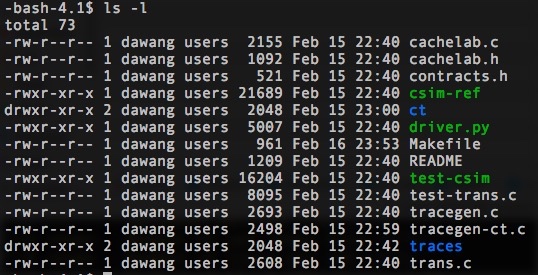 -bash-4.1$ ls -l
total 73
-rw-r--r-- 1 dawang users  2155 Feb 15 22:40 cachelab.c
-rw-r--r-- 1 dawang users  1092 Feb 15 22:40 cachelab.h
-rw-r--r-- 1 dawang users   521 Feb 15 22:40 contracts.h
-rwxr-xr-x 1 dawang users 21689 Feb 15 22:40 csim-ref
drwxr-xr-x 2 dawang users  2048 Feb 15 23:00 ct
-rwxr-xr-x 1 dawang users  5007 Feb 15 22:40 driver.py
-rw-r--r-- 1 dawang users   961 Feb 16 23:53 Makefile
-rw-r--r-- 1 dawang users  1209 Feb 15 22:40 README
-rwxr-xr-x 1 dawang users 16204 Feb 15 22:40 test-csim
-rw-r--r-- 1 dawang users  8095 Feb 15 22:40 test-trans.c
-rw-r--r-- 1 dawang users  2693 Feb 15 22:40 tracegen.c
-rw-r--r-- 1 dawang users  2498 Feb 15 22:59 tracegen-ct.c
drwxr-xr-x 2 dawang users  2048 Feb 15 22:42 traces
-rw-r--r-- 1 dawang users  2608 Feb 15 22:40 trans.c